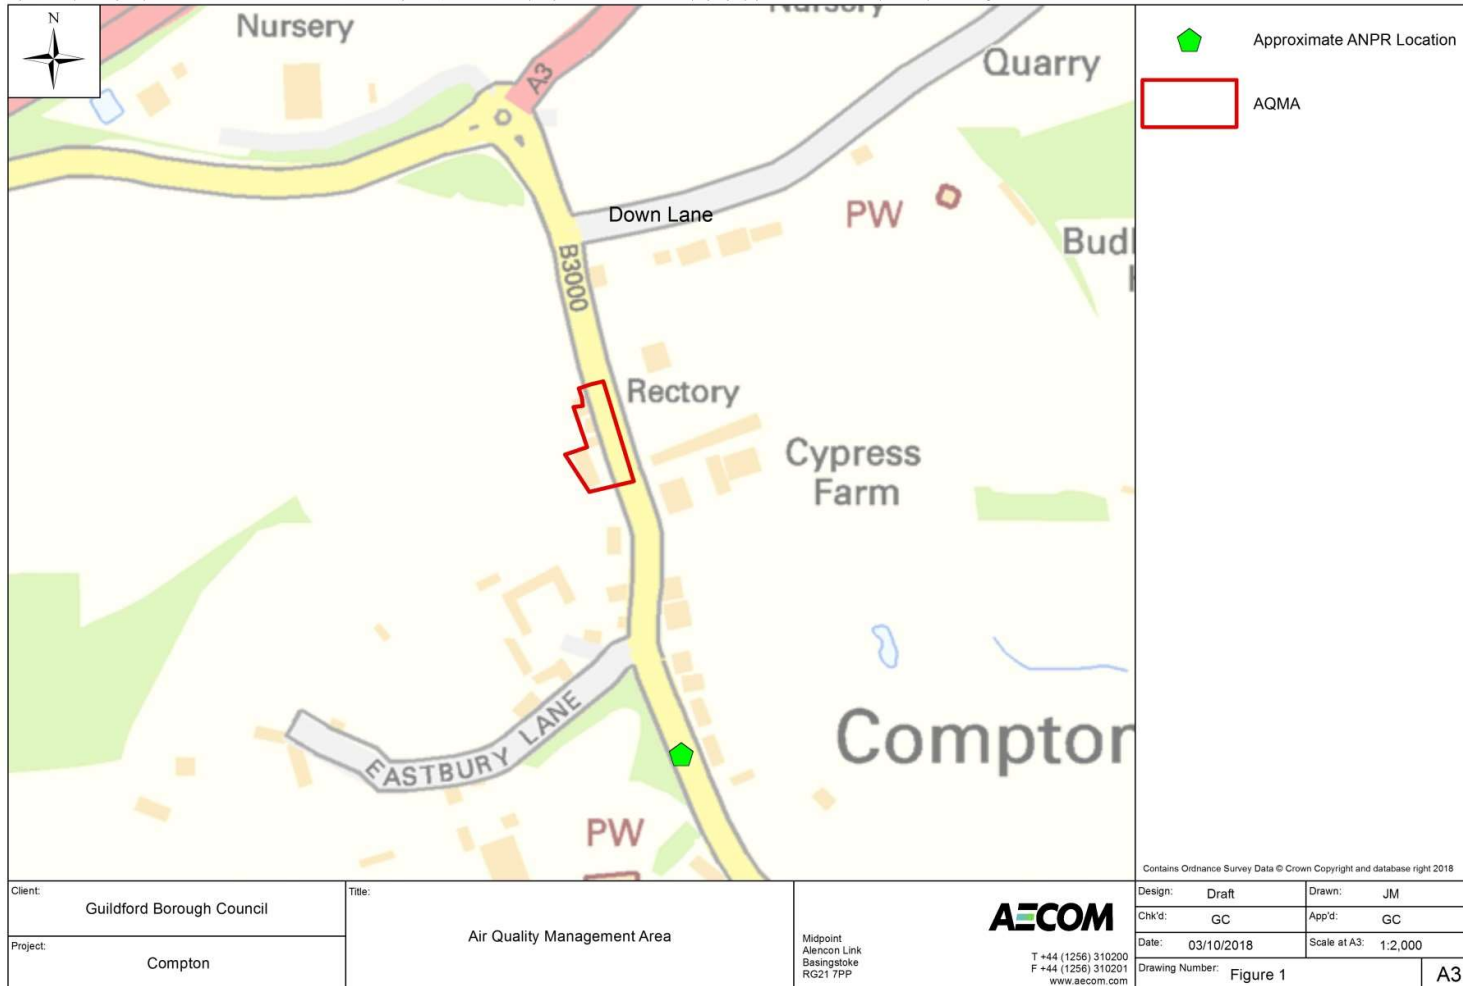 N
Nursery
Nursery
Quarry
A3
Down Lane
PW
B3000
Rectory
Cypress
Farm
EASTBURY LANE
Compton
PW
Approximate ANPR Location
AQMA
Contains Ordnance Survey Data © Crown Copyright and database right 2018
Client:
Guildford Borough Council
Project:
Compton
Title:
Air Quality Management Area
Midpoint
Alencon Link
Basingstoke
RG21 7PP
AECOM
T +44 (1256) 310200
F +44 (1256) 310201
www.aecom.com
Design: Draft
Drawn: JM
Chk'd: GC
App'd: GC
Date: 03/10/2018
Scale at A3: 1:2,000
Drawing Number: Figure 1
A3